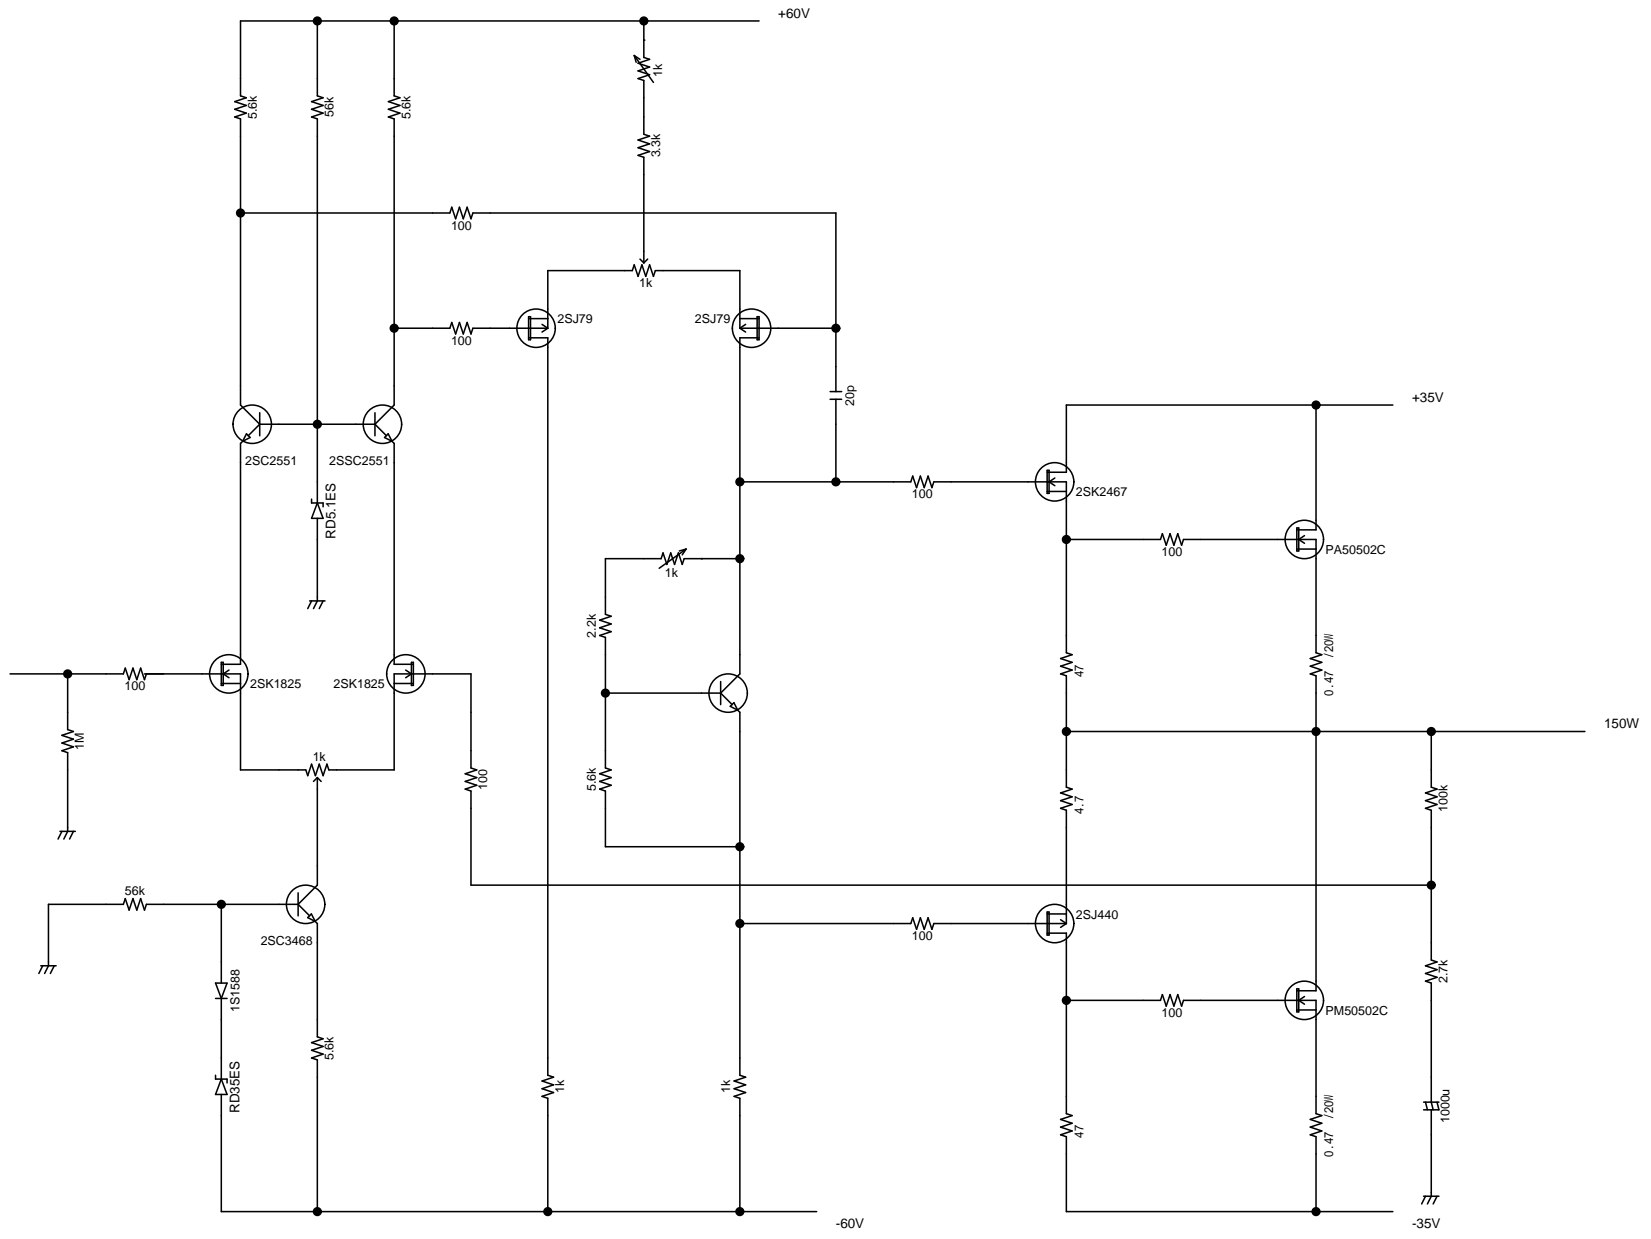 +60V
1k
5.6k
56k
5.6k
3.3k
100
1k
2SJ79
2SJ79
100
20p
+35V
2SC2551
2SSC2551
2SK2467
100
RD5.1ES
PA50502C
100
1k
2.2k
0.47 /20W
47
2SK1825
2SK1825
100
150W
1M
1k
100
5.6k
4.7
100k
56k
2SJ440
100
2SC3468
1S1588
2.7k
PM50502C
100
5.6k
RD35ES
1k
1k
47
0.47 /20W
1000u
-60V
-35V